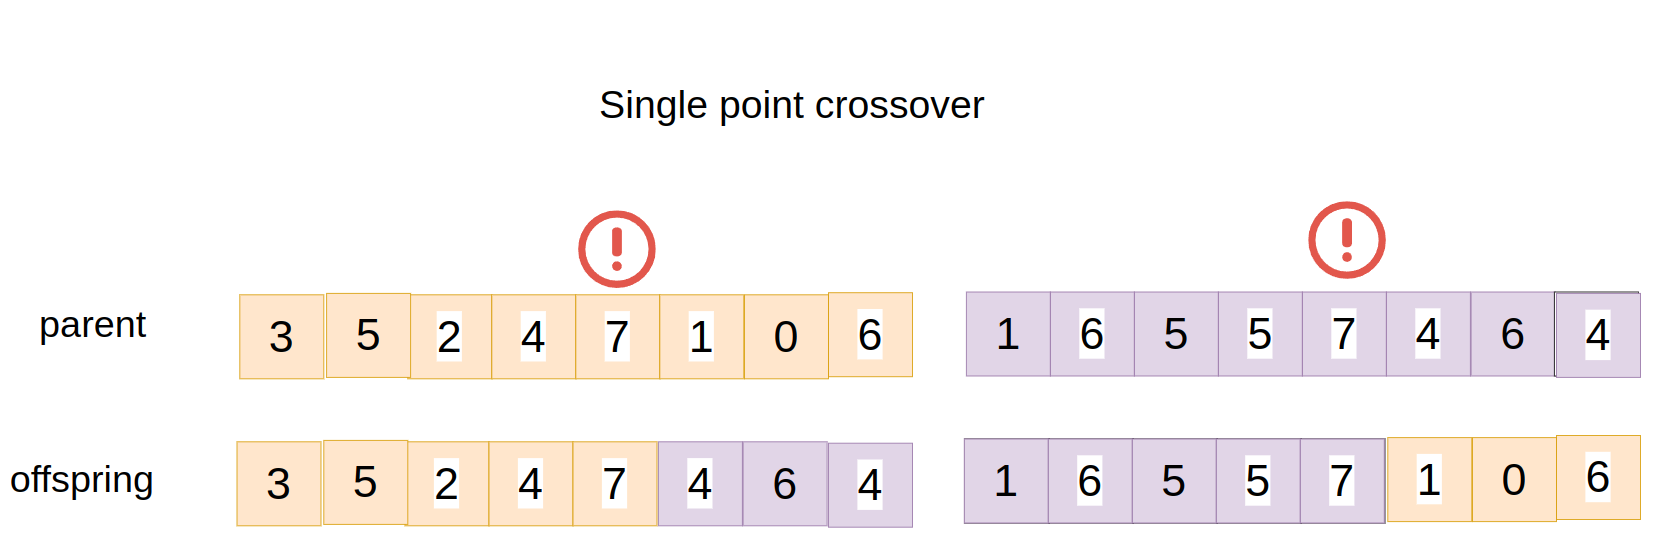 Single point crossover
parent 3 5 2 4 7 1 0 6 1 6 5 5 7 4 6 4
offspring 3 5 2 4 7 4 6 4 1 6 5 5 7 1 0 6